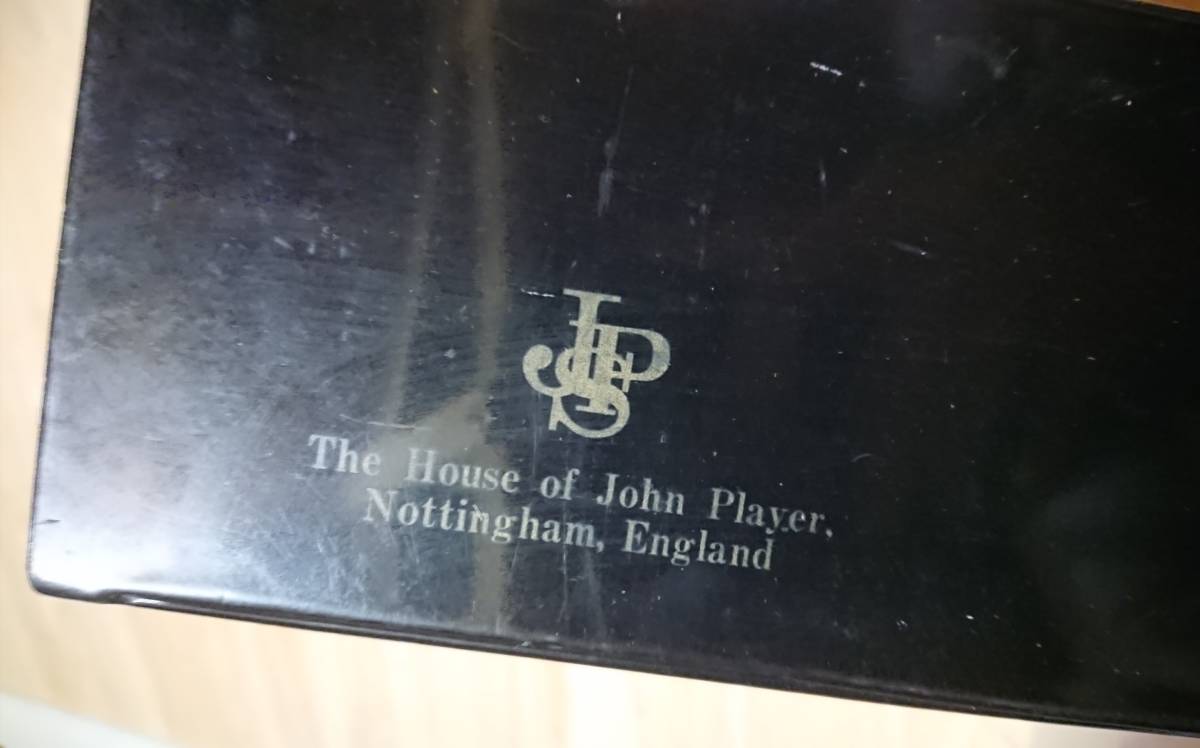 JPS
The House of John Player,
Nottingham, England